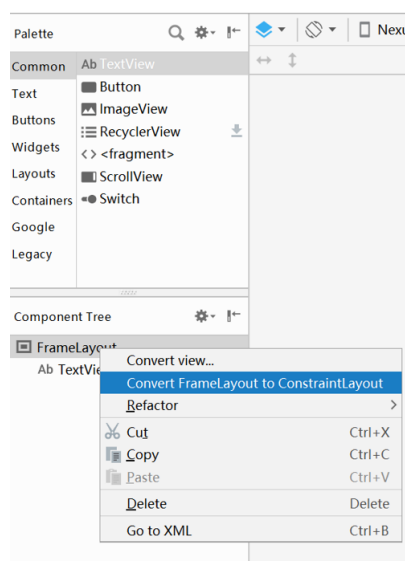 Palette
Nexu
Common
Text
Buttons
Widgets
Layouts
Containers
Google
Legacy
Ab TextView
Button
ImageView
RecyclerView
<fragment>
ScrollView
Switch
Component Tree
FrameLayout
Ab TextVie
Convert view...
Convert FrameLayout to ConstraintLayout
Refactor
Cut Ctrl+X
Copy Ctrl+C
Paste Ctrl+V
Delete Delete
Go to XML Ctrl+B